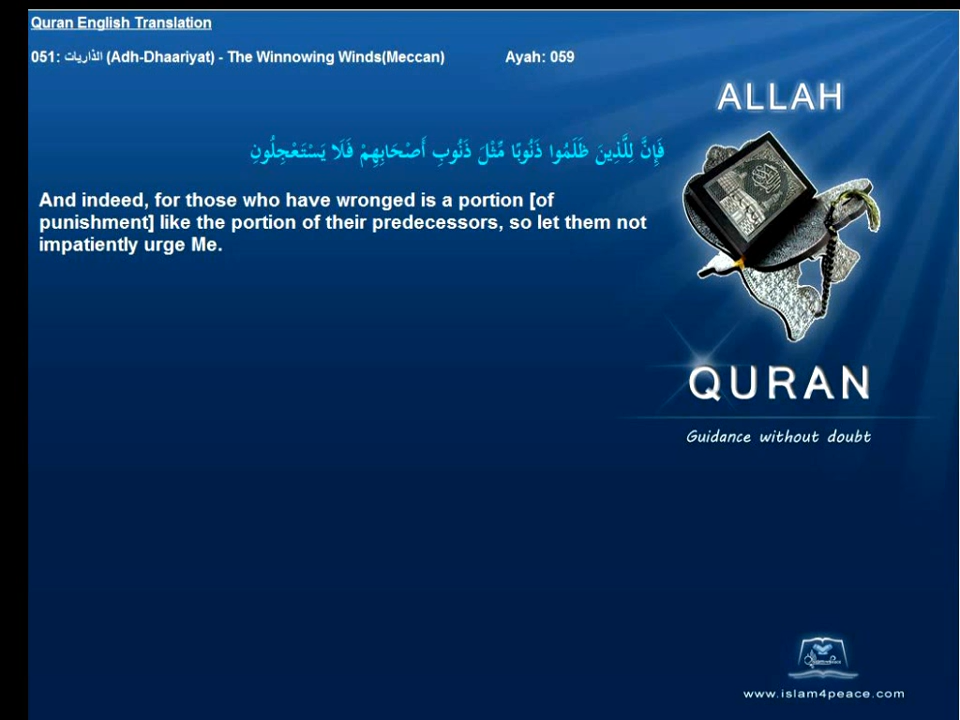 Quran English Translation
051: الذاريات (Adh-Dhaariyat) - The Winnowing Winds(Meccan) Ayah: 059
ALLAH
فَإِنَّ لِلَّذِينَ ظَلَمُوا ذَنُوبًا مِّثْلَ ذَنُوبِ أَصْحَابِهِمْ فَلَا يَسْتَعْجِلُونِ
And indeed, for those who have wronged is a portion [of
punishment] like the portion of their predecessors, so let them not
impatiently urge Me.
QURAN
Guidance without doubt
www.islam4peace.com